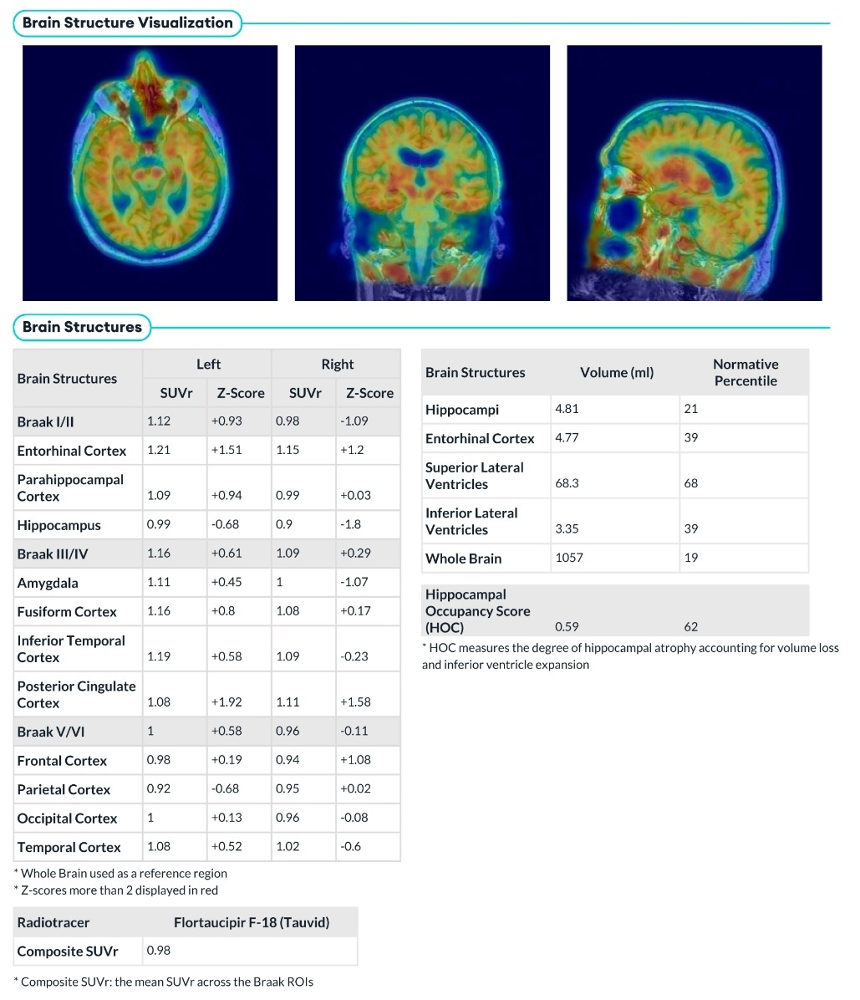 Brain Structure Visualization
Brain Structures
Brain Structures Left Right
SUVr Z-Score SUVr Z-Score
Braak I/II 1.12 +0.93 0.98 -1.09
Entorhinal Cortex 1.21 +1.51 1.15 +1.2
Parahippocampal
Cortex 1.09 +0.94 0.99 +0.03
Hippocampus 0.99 -0.68 0.9 -1.8
Braak III/IV 1.16 +0.61 1.09 +0.29
Amygdala 1.11 +0.45 1 -1.07
Fusiform Cortex 1.16 +0.8 1.08 +0.17
Inferior Temporal
Cortex 1.19 +0.58 1.09 -0.23
Posterior Cingulate
Cortex 1.08 +1.92 1.11 +1.58
Braak V/VI 1 +0.58 0.96 -0.11
Frontal Cortex 0.98 +0.19 0.94 +1.08
Parietal Cortex 0.92 -0.68 0.95 +0.02
Occipital Cortex 1 +0.13 0.96 -0.08
Temporal Cortex 1.08 +0.52 1.02 -0.6
* Whole Brain used as a reference region
* Z-scores more than 2 displayed in red
Radiotracer Flortaucipir F-18 (Tauvid)
Composite SUVr 0.98
* Composite SUVr: the mean SUVr across the Braak ROIs
Brain Structures Volume (ml) Normative
Percentile
Hippocampi 4.81 21
Entorhinal Cortex 4.77 39
Superior Lateral
Ventricles 68.3 68
Inferior Lateral
Ventricles 3.35 39
Whole Brain 1057 19
Hippocampal
Occupancy Score
(HOC) 0.59 62
* HOC measures the degree of hippocampal atrophy accounting for volume loss
and inferior ventricle expansion